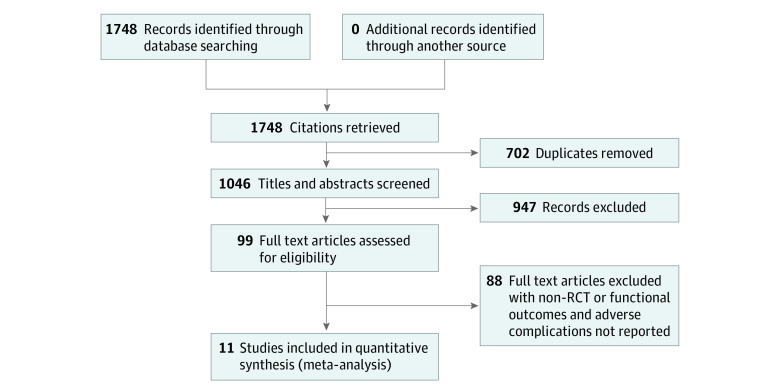 1748 Records identified through
database searching
0 Additional records identified
through another source
1748 Citations retrieved
702 Duplicates removed
1046 Titles and abstracts screened
947 Records excluded
99 Full text articles assessed
for eligibility
88 Full text articles excluded
with non-RCT or functional
outcomes and adverse
complications not reported
11 Studies included in quantitative
synthesis (meta-analysis)